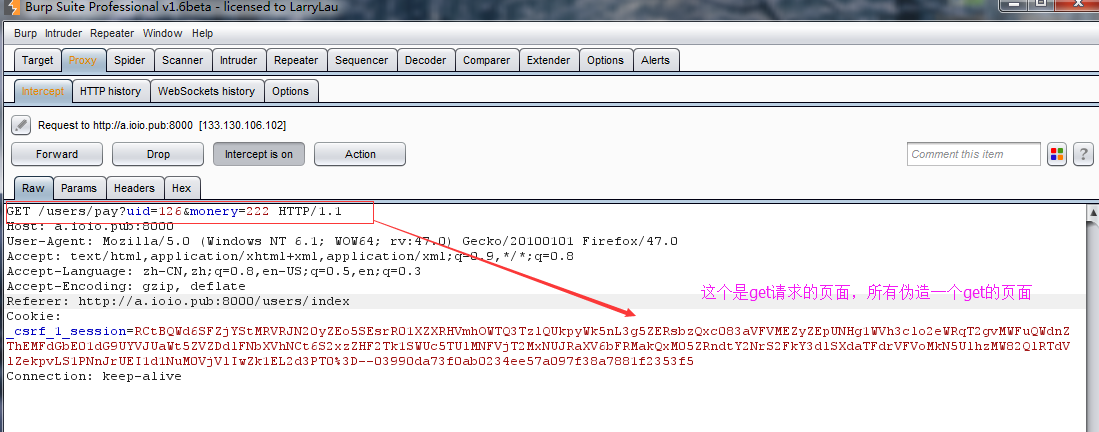 Burp Suite Professional v1.6beta - licensed to LarryLau
Burp Intruder Repeater Window Help
Target Proxy Spider Scanner Intruder Repeater Sequencer Decoder Comparer Extender Options Alerts
Intercept HTTP history WebSockets history Options
Request to http://a.ioio.pub:8000 [133.130.106.102]
Forward Drop Intercept is on Action Comment this item ?
Raw Params Headers Hex
GET /users/pay?uid=126&monery=222 HTTP/1.1
Host: a.ioio.pub:8000
User-Agent: Mozilla/5.0 (Windows NT 6.1; WOW64; rv:47.0) Gecko/20100101 Firefox/47.0
Accept: text/html,application/xhtml+xml,application/xml;q=0.9,*/*;q=0.8
Accept-Language: zh-CN,zh;q=0.8,en-US;q=0.5,en;q=0.3
这个是get请求的页面，所有伪造一个get的页面
Accept-Encoding: gzip, deflate
Referer: http://a.ioio.pub:8000/users/index
Cookie:
_csrf_1_session=
Connection: keep-alive